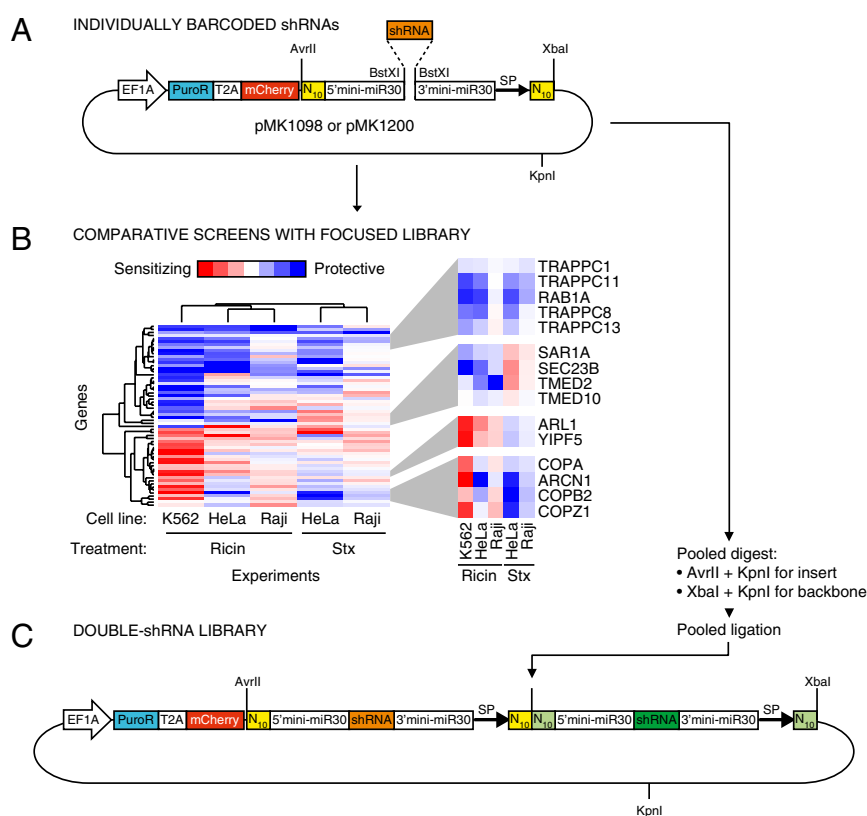 A
INDIVIDUALLY BARCODED shRNAs
shRNA
AvrII
XbaI
BstXI
BstXI
SP
EF1A
PuroR
T2A
mCherry
N10
5'mini-miR30
3'mini-miR30
N10
pMK1098 or pMK1200
KpnI
B
COMPARATIVE SCREENS WITH FOCUSED LIBRARY
Sensitizing
Protective
TRAPPC1
TRAPPC11
RAB1A
TRAPPC8
TRAPPC13
SAR1A
SEC23B
TMED2
TMED10
ARL1
YIPF5
COPA
ARCN1
COPB2
COPZ1
Genes
Cell line: K562 HeLa Raji HeLa Raji
Treatment: Ricin Stx
Experiments
K562 HeLa Raji HeLa Raji
Ricin Stx
Pooled digest:
• AvrII + KpnI for insert
• XbaI + KpnI for backbone
Pooled ligation
C
DOUBLE-shRNA LIBRARY
AvrII
XbaI
SP
SP
EF1A
PuroR
T2A
mCherry
N10
5'mini-miR30
shRNA
3'mini-miR30
N10
N10
5'mini-miR30
shRNA
3'mini-miR30
N10
KpnI